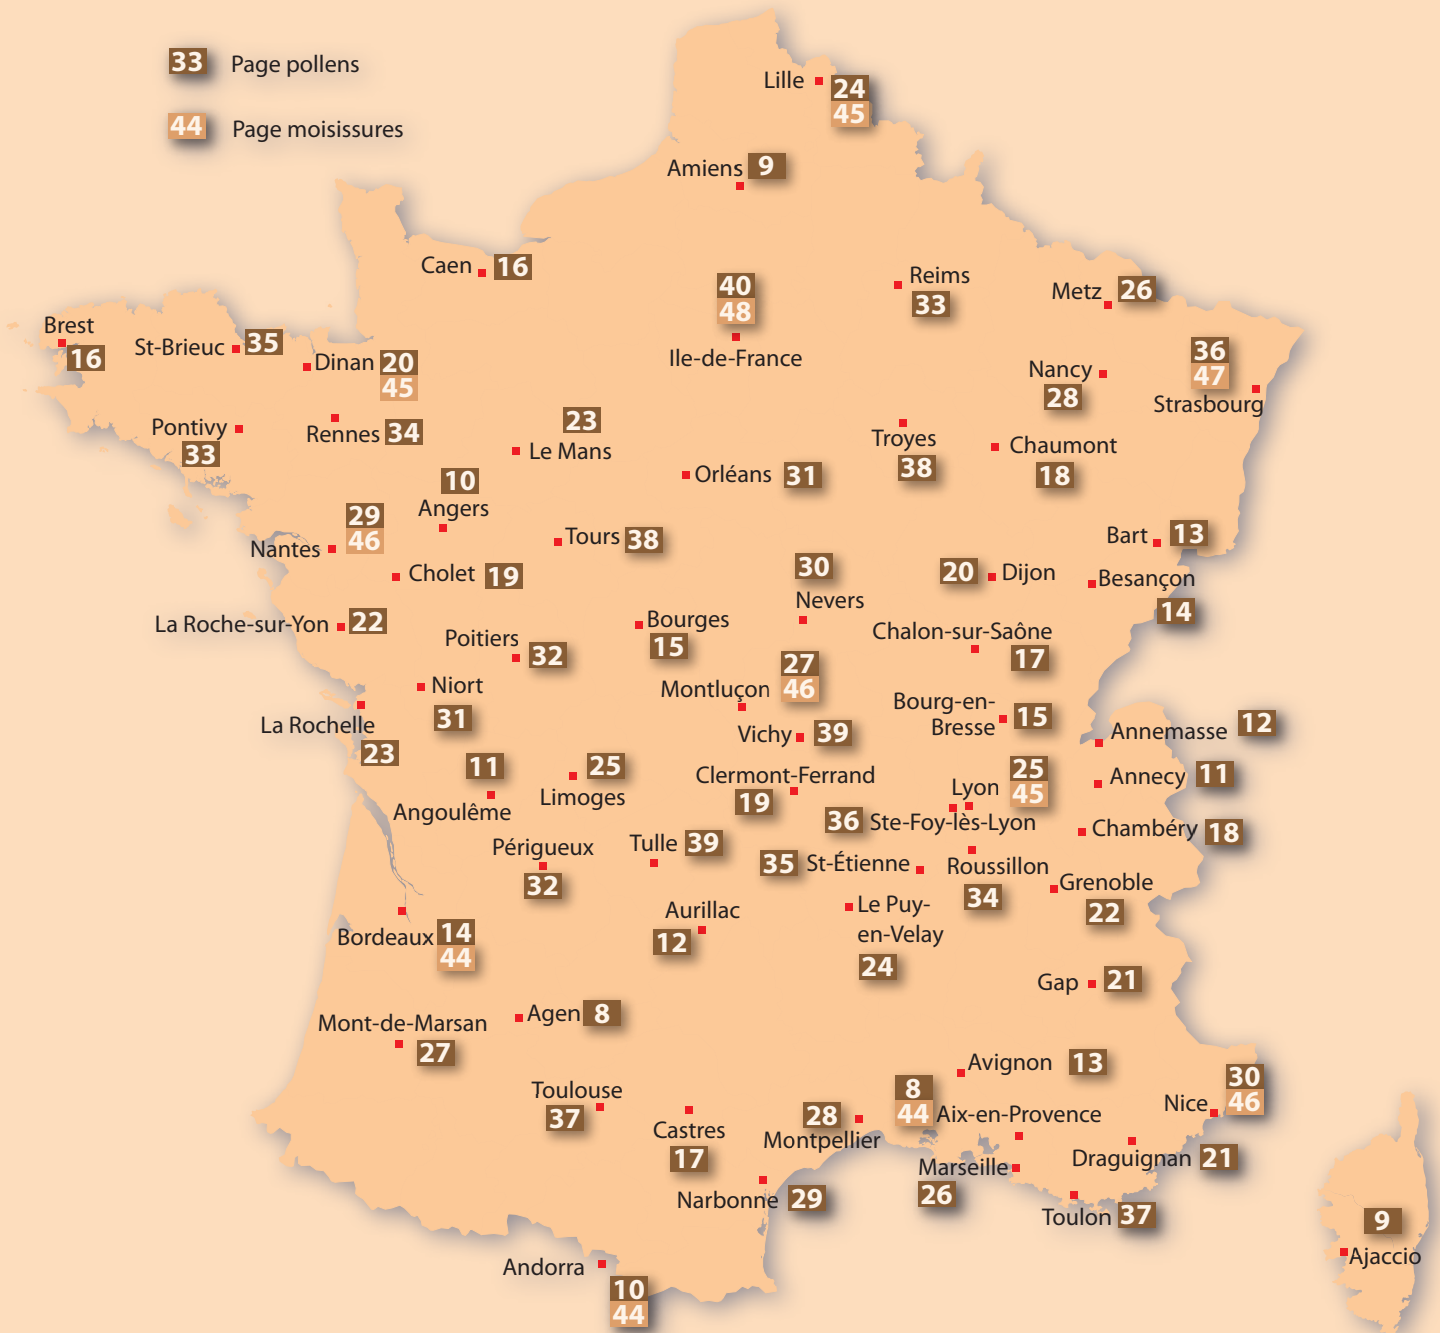 33 Page pollens
44 Page moisissures
Lille 24
45
Amiens 9
Caen 16
40
48
Ile-de-France
Reims
33
Metz 26
Brest
16
St-Brieuc 35
Dinan 20
45
Nancy
28
36
47
Strasbourg
Pontivy
33
Rennes 34
23
Le Mans
Troyes
38
Chaumont
18
Orléans 31
10
Angers
29
46
Nantes
Tours 38
Bart 13
Cholet 19
30
Nevers
20 Dijon
Besançon
14
La Roche-sur-Yon 22
Bourges
15
Poitiers 32
Chalon-sur-Saône
17
27
46
Montluçon
Niort
31
La Rochelle
23
Bourg-en-
Bresse 15
Vichy 39
Annemasse 12
11
Angoulême
25
Limoges
Clermont-Ferrand
19
Lyon 25
45
Annecy 11
36 Ste-Foy-lès-Lyon
Chambéry 18
Périgueux
32
Tulle 39
35 St-Étienne
Roussillon
34
Grenoble
22
Aurillac
12
Le Puy-
en-Velay
24
Bordeaux 14
44
Gap 21
Agen 8
Mont-de-Marsan
27
Avignon 13
Toulouse
37
Castres
17
28
Montpellier
8
44 Aix-en-Provence
30
Nice 46
Marseille
26
Draguignan 21
Narbonne 29
Toulon 37
9
Ajaccio
Andorra
10
44